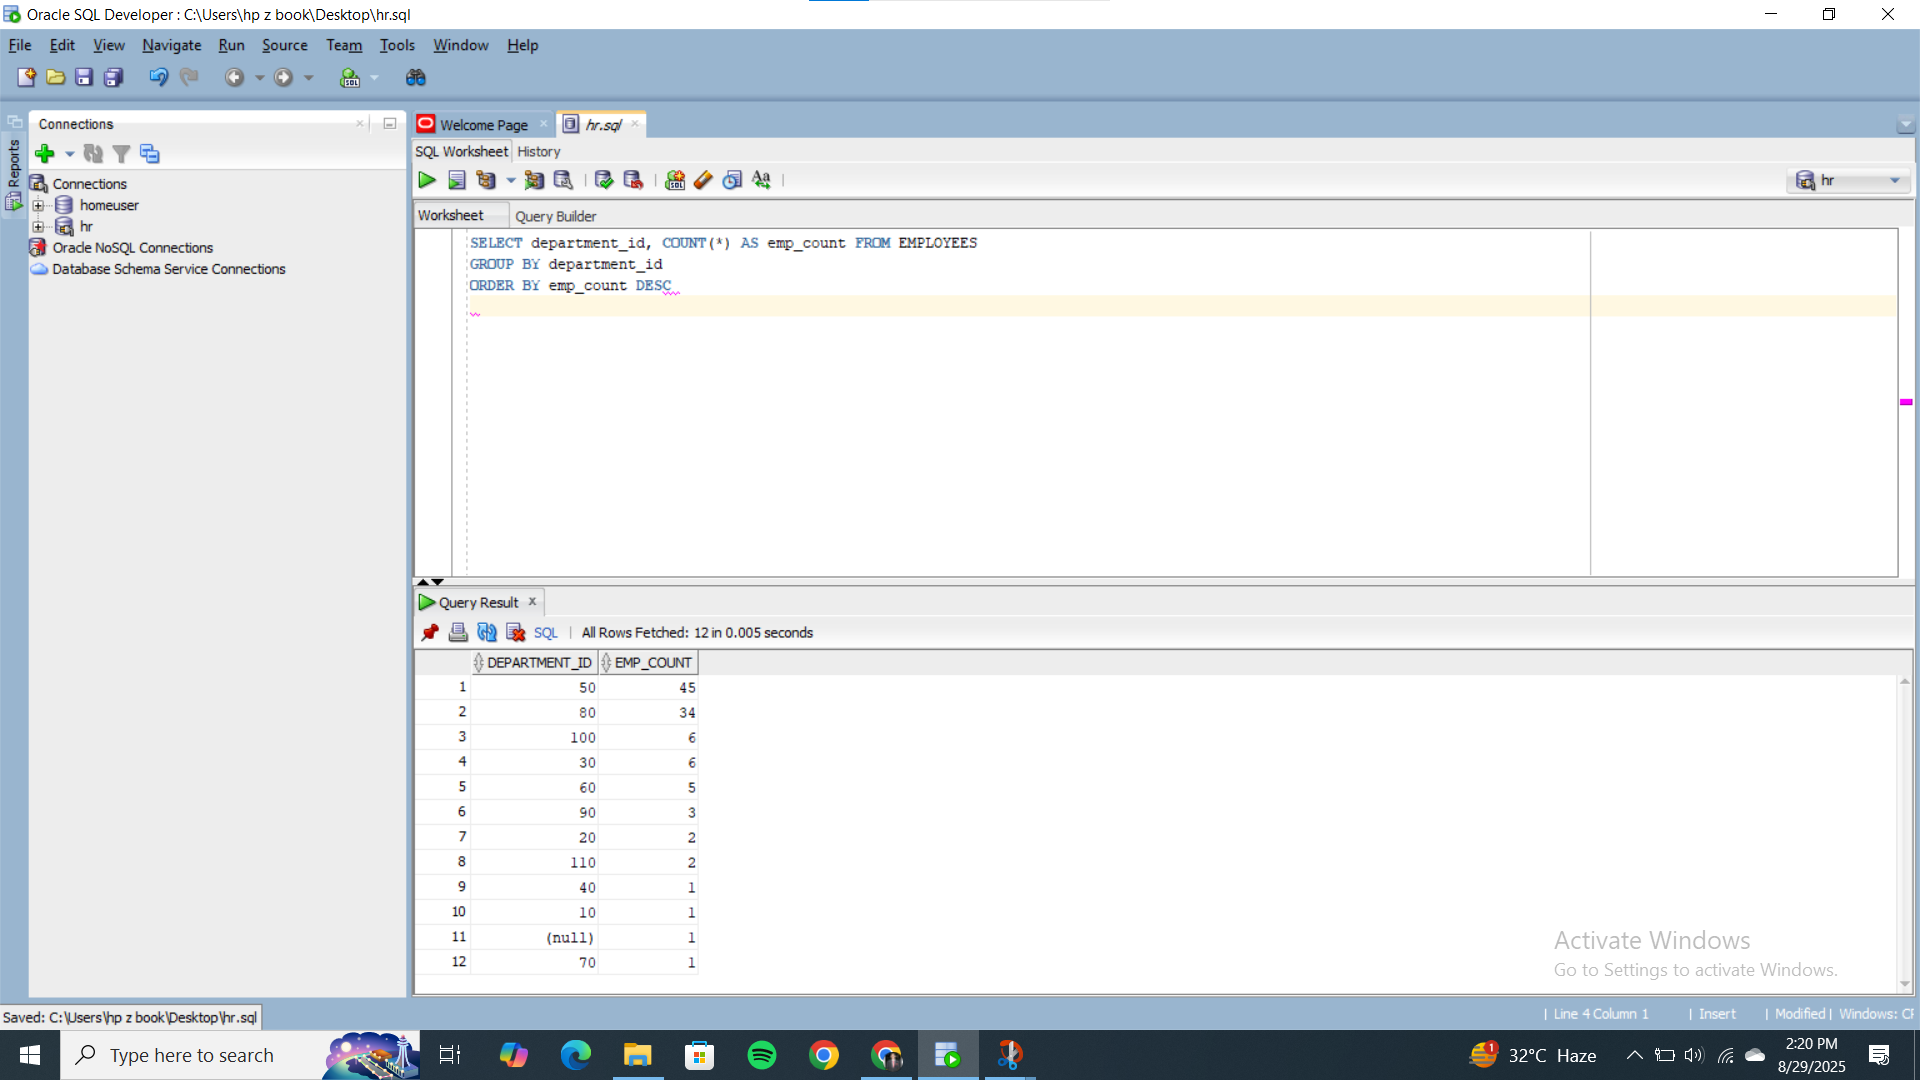 Oracle SQL Developer : C:\Users\hp z book\Desktop\hr.sql
File Edit View Navigate Run Source Team Tools Window Help
Reports
Connections
Connections
homeuser
hr
Oracle NoSQL Connections
Database Schema Service Connections
Welcome Page hr.sql
SQL Worksheet History
hr
Worksheet Query Builder
SELECT department_id, COUNT(*) AS emp_count FROM EMPLOYEES
GROUP BY department_id
ORDER BY emp_count DESC
Query Result x
SQL | All Rows Fetched: 12 in 0.005 seconds
DEPARTMENT_ID EMP_COUNT
1 50 45
2 80 34
3 100 6
4 30 6
5 60 5
6 90 3
7 20 2
8 110 2
9 40 1
10 10 1
11 (null) 1
12 70 1
Activate Windows
Go to Settings to activate Windows.
Saved: C:\Users\hp z book\Desktop\hr.sql
| Line 4 Column 1 | Insert | Modified | Windows: CF
Type here to search
1
32°C Haze
2:20 PM
8/29/2025